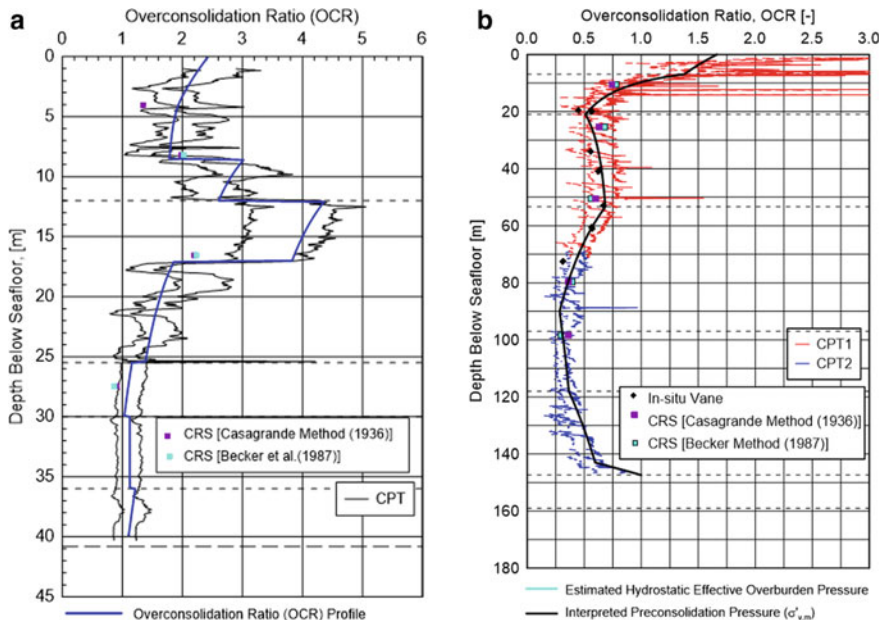 a
Overconsolidation Ratio (OCR)
0 1 2 3 4 5 6
Depth Below Seafloor, [m]
0
5
10
15
20
25
30
35
40
45
CRS [Casagrande Method (1936)]
CRS [Becker et al.(1987)]
CPT
Overconsolidation Ratio (OCR) Profile
b
Overconsolidation Ratio, OCR [-]
0.0 0.5 1.0 1.5 2.0 2.5 3.0
Depth Below Seafloor [m]
0
20
40
60
80
100
120
140
160
180
CPT1
CPT2
In-situ Vane
CRS [Casagrande Method (1936)]
CRS [Becker Method (1987)]
Estimated Hydrostatic Effective Overburden Pressure
Interpreted Preconsolidation Pressure (σ'v,m)